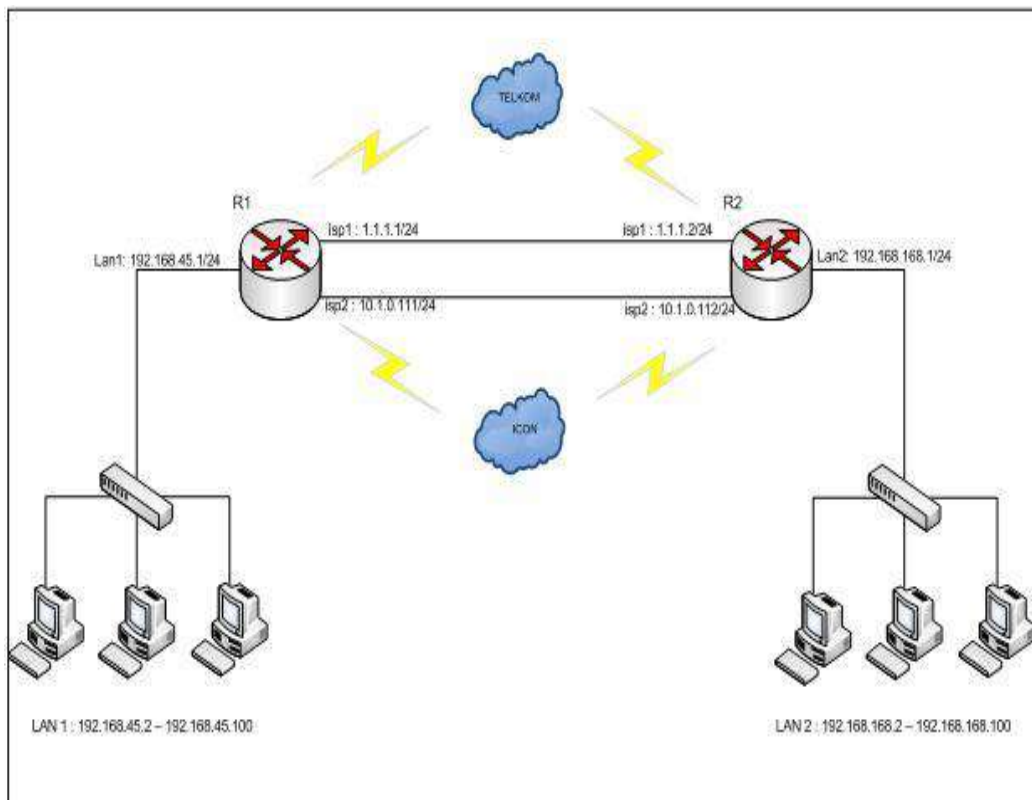 TELKOM
R1
R2
isp1 : 1.1.1.1/24
isp1 : 1.1.1.2/24
Lan1: 192.168.45.1/24
Lan2: 192.168 168.1/24
isp2 : 10.1.0.111/24
isp2 : 10.1.0.112/24
ICON
LAN 1 : 192.168.45.2 – 192.168.45.100
LAN 2 : 192.168.168.2 – 192.168.168.100